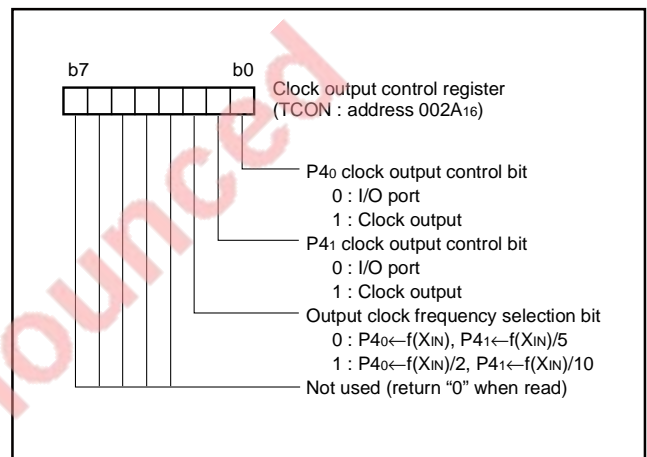 b7 b0
Clock output control register
(TCON : address 002A16)
P40 clock output control bit
0 : I/O port
1 : Clock output
P41 clock output control bit
0 : I/O port
1 : Clock output
Output clock frequency selection bit
0 : P40←f(XIN), P41←f(XIN)/5
1 : P40←f(XIN)/2, P41←f(XIN)/10
Not used (return “0” when read)
ounced